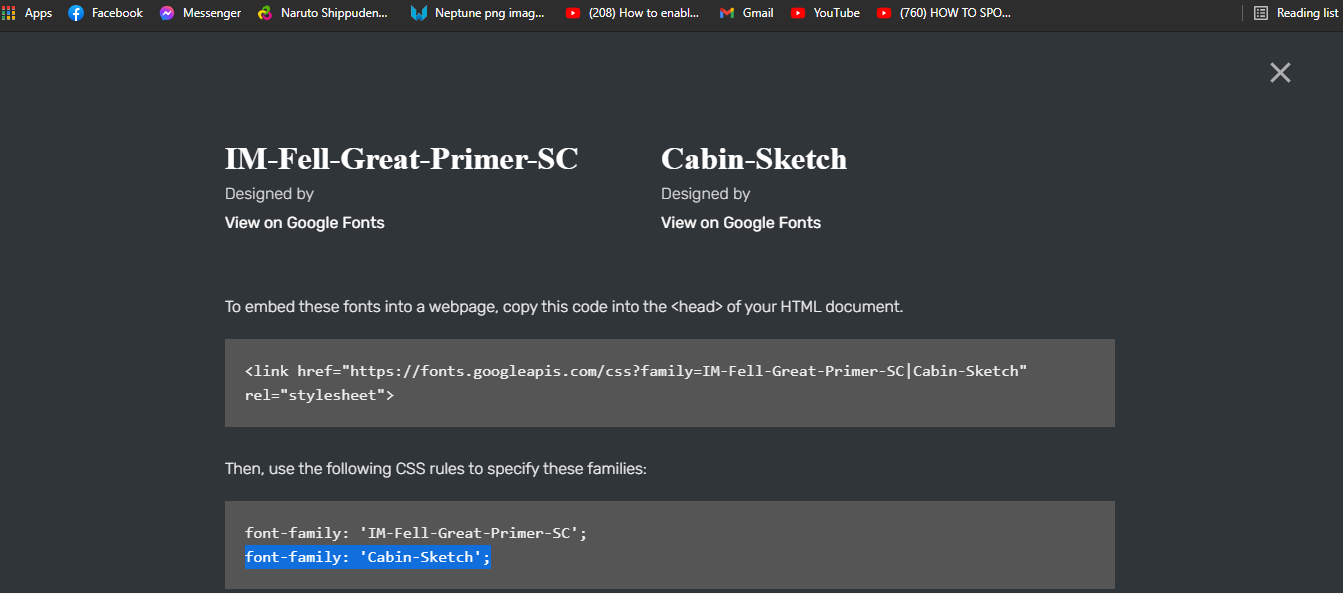 Apps Facebook Messenger Naruto Shippuden... Neptune png imag... (208) How to enabl... Gmail YouTube (760) HOW TO SPO... Reading list
IM-Fell-Great-Primer-SC Cabin-Sketch
Designed by Designed by
View on Google Fonts View on Google Fonts
To embed these fonts into a webpage, copy this code into the <head> of your HTML document.
<link href="https://fonts.googleapis.com/css?family=IM-Fell-Great-Primer-SC|Cabin-Sketch"
rel="stylesheet">
Then, use the following CSS rules to specify these families:
font-family: 'IM-Fell-Great-Primer-SC';
font-family: 'Cabin-Sketch';